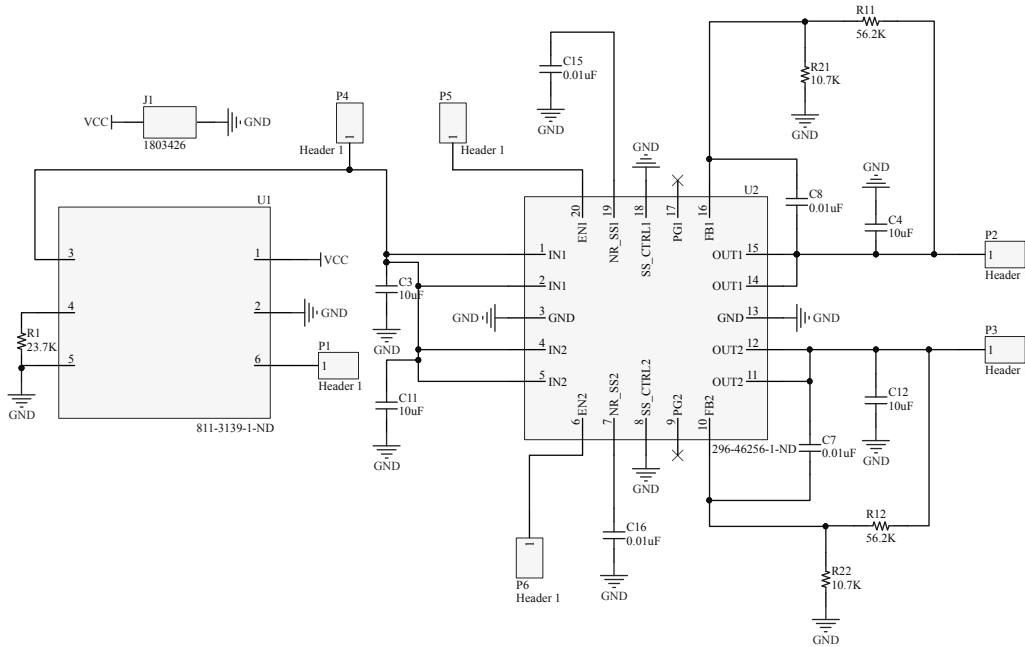 R11
56.2K
C15
0.01uF
R21
10.7K
GND
GND
J1
VCC
GND
1803426
P4
1
Header 1
P5
1
Header 1
GND
U1
3
1
VCC
4
2
GND
R1
23.7K
5
6
GND
P1
1
Header 1
811-3139-1-ND
U2
20
19
18
17
16
EN1
NR_SS1
SS_CTRL1
PG1
FB1
C8
0.01uF
GND
C4
10uF
P2
1
Header
1
IN1
OUT1
15
2
IN1
OUT1
14
C3
10uF
GND
GND
3
GND
GND
13
GND
4
IN2
OUT2
12
5
IN2
OUT2
11
P3
1
Header
C11
10uF
GND
EN2
NR_SS2
SS_CTRL2
PG2
FB2
6
7
8
9
10
296-46256-1-ND
C12
10uF
GND
C7
0.01uF
GND
P6
1
Header 1
C16
0.01uF
GND
R12
56.2K
R22
10.7K
GND